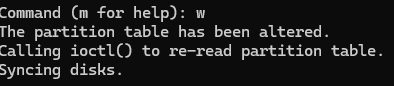 Command (m for help): w
The partition table has been altered.
Calling ioctl() to re-read partition table.
Syncing disks.